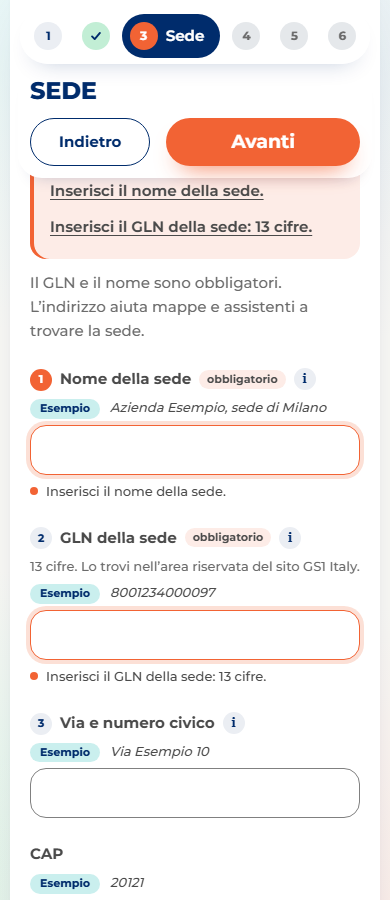 1
3 Sede
4
5
6
SEDE
Indietro
Avanti
Inserisci il nome della sede.
Inserisci il GLN della sede: 13 cifre.
Il GLN e il nome sono obbligatori.
L’indirizzo aiuta mappe e assistenti a
trovare la sede.
1 Nome della sede obbligatorio i
Esempio Azienda Esempio, sede di Milano
Inserisci il nome della sede.
2 GLN della sede obbligatorio i
13 cifre. Lo trovi nell’area riservata del sito GS1 Italy.
Esempio 8001234000097
Inserisci il GLN della sede: 13 cifre.
3 Via e numero civico i
Esempio Via Esempio 10
CAP
Esempio 20121